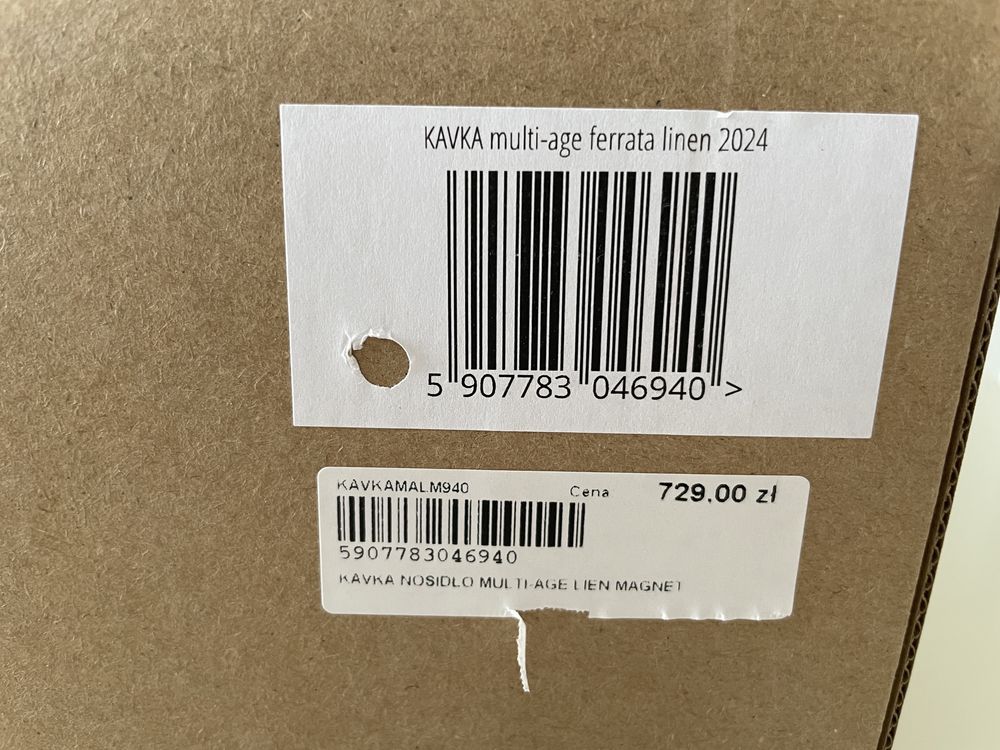 KAVKA multi-age ferrata linen 2024
5 907783 046940 >
KAVKAMALM940 Cena 729.00 zł
5907783046940
KAVKA NOSIDŁO MULTI-AGE LIEN MAGNET